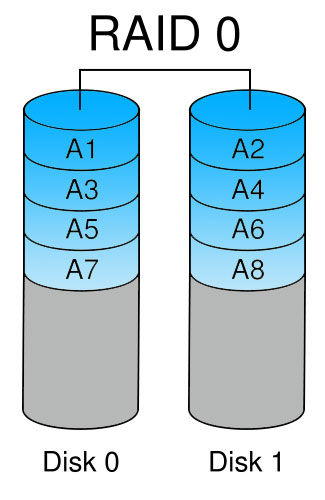 RAID 0
A1 A2
A3 A4
A5 A6
A7 A8
Disk 0 Disk 1